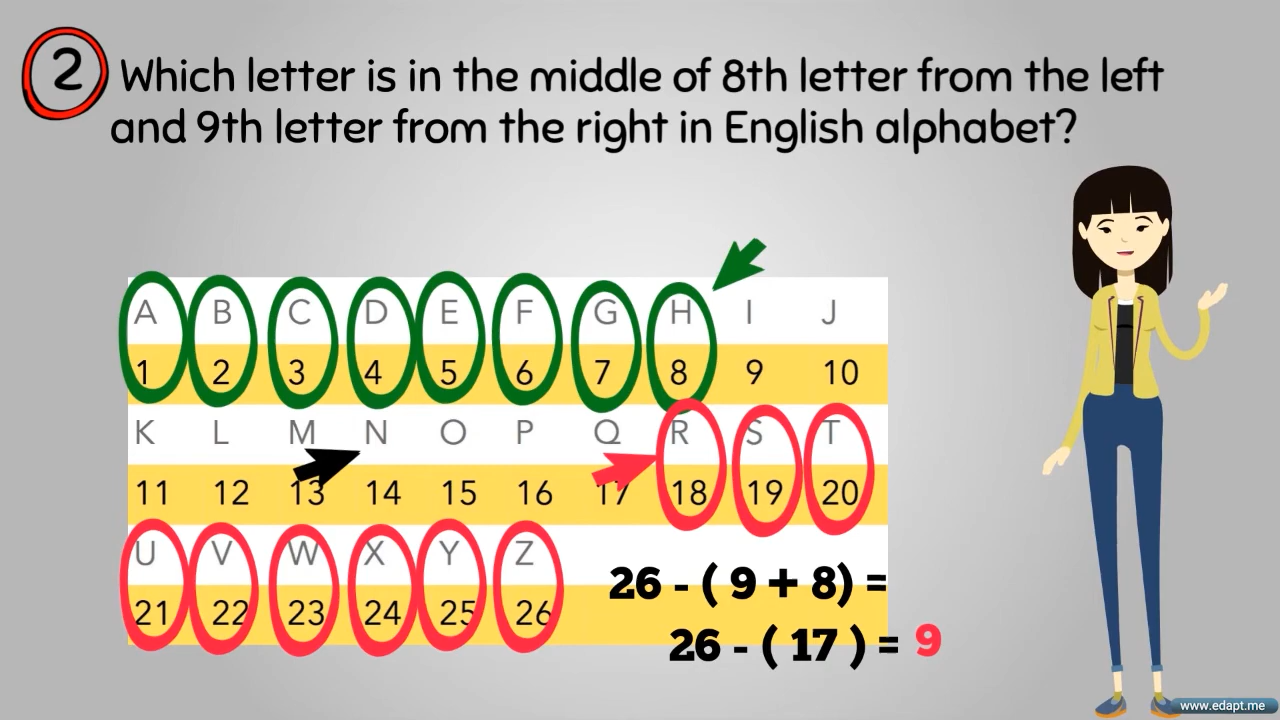 2
Which letter is in the middle of 8th letter from the left
and 9th letter from the right in English alphabet?
A B C D E F G H I J
1 2 3 4 5 6 7 8 9 10
K L M N O P Q R S T
11 12 13 14 15 16 17 18 19 20
U V W X Y Z
21 22 23 24 25 26
26 - ( 9 + 8) =
26 - ( 17 ) = 9
www.edapt.me